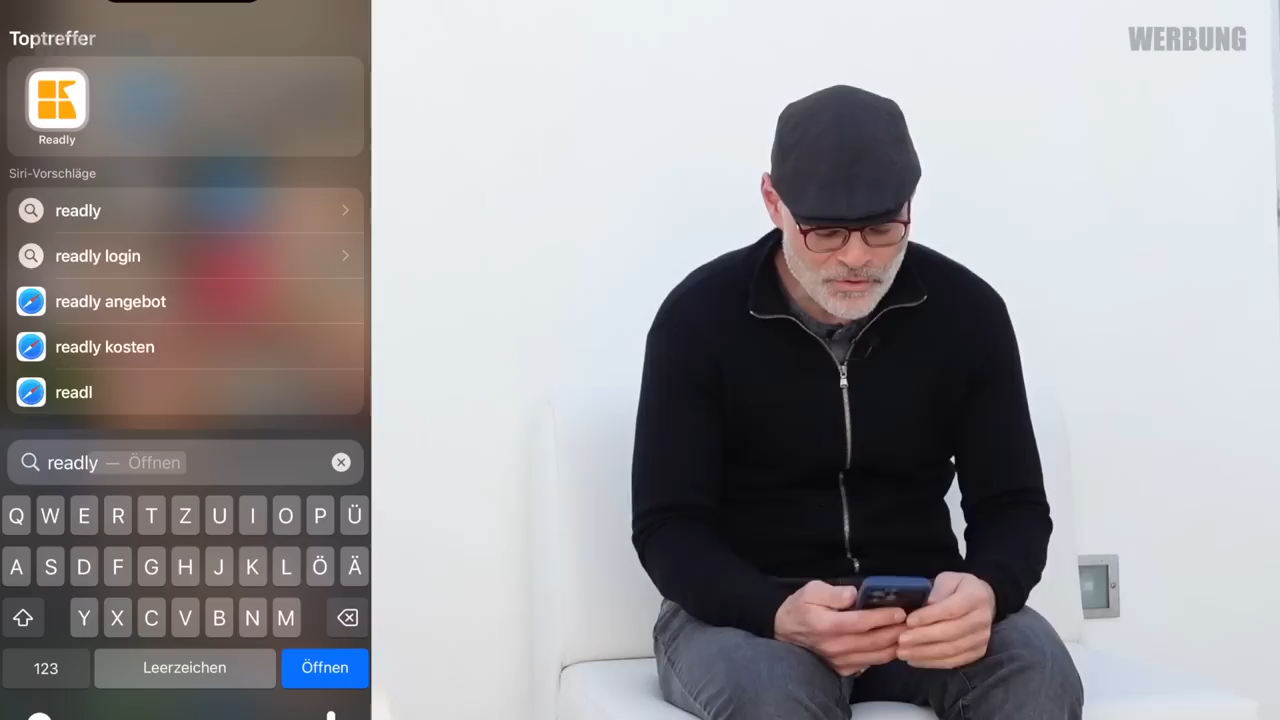 Toptreffer
WERBUNG
Readly
Siri-Vorschläge
readly
readly login
readly angebot
readly kosten
readl
readly — Öffnen
Q W E R T Z U I O P Ü
A S D F G H J K L Ö Ä
Y X C V B N M
123 Leerzeichen Öffnen